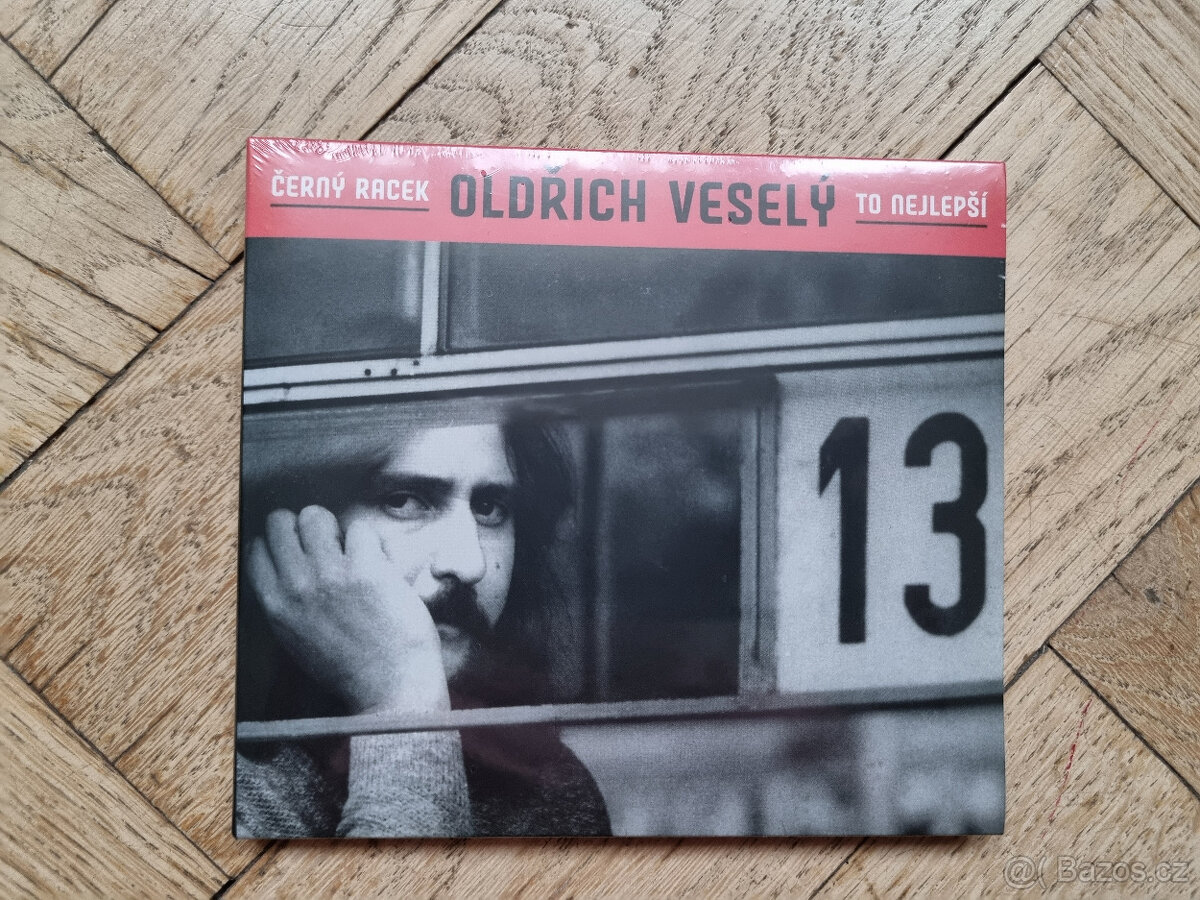 ČERNÝ RACEK OLDŘICH VESELÝ TO NEJLEPŠÍ
13
@( Bazos.cz